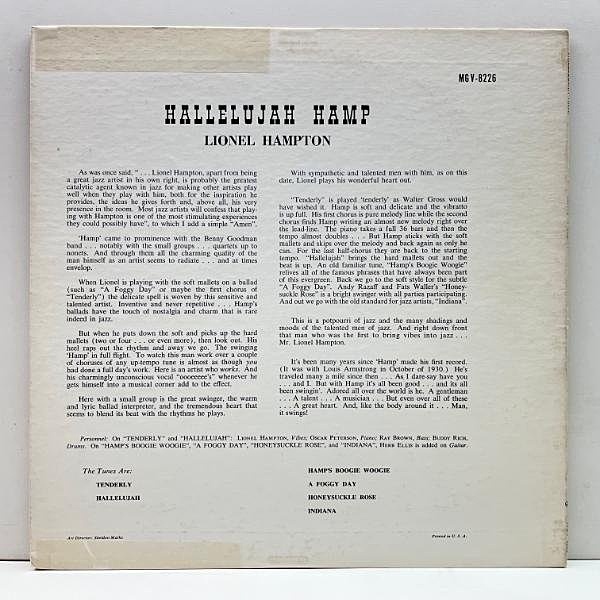 MG V-8226
HALLELUJAH HAMP
LIONEL HAMPTON
As was once said, ". . . Lionel Hampton, apart from being
a great jazz artist in his own right, is probably the greatest
catalytic agent known in jazz for making other artists play
well when they play with him, both for the inspiration he
provides, the ideas he gives forth and, above all, his very
presence in the room. Most jazz artists will confess that play-
ing with Hampton is one of the most stimulating experiences
they could possibly have", to which I add a simple "Amen".
'Hamp' came to prominence with the Benny Goodman
band . . . notably with the small groups . . . quartets up to
nonets. And through them all the charming quality of the
man himself as an artist seems to radiate . . . and at times
envelop.
When Lionel is playing with the soft mallets on a ballad
(such as "A Foggy Day" or maybe the first chorus of
"Tenderly") the delicate spell is woven by this sensitive and
talented artist. Inventive and never repetitive . . . Hamp's
ballads have the touch of nostalgia and charm that is rare
indeed in jazz.
But when he puts down the soft and picks up the hard
mallets (two or four . . . or even more), then look out. His
heel raps out the rhythm and away we go. The swinging
'Hamp' in full flight. To watch this man work over a couple
of choruses of any up-tempo tune is almost as though you
had done a full day's work. Here is an artist who works. And
his charmingly unconscious vocal "ooeeeee's" whenever he
gets himself into a musical corner add to the effect.
Here with a small group is the great swinger, the warm
and lyric ballad interpreter, and the tremendous heart that
seems to blend its beat with the rhythms he plays.
With sympathetic and talented men with him, as on this
date, Lionel plays his wonderful heart out.
"Tenderly" is played 'tenderly' as Walter Gross would
have wished it. Hamp is soft and delicate and the vibratto
is up full. His first chorus is pure melody line while the second
chorus finds Hamp writing an almost new melody right over
the lead-line. The piano takes a full 36 bars and then the
tempo almost doubles . . . But Hamp sticks with the soft
mallets and skips over the melody and back again as only he
can. For the last half-chorus they are back to the starting
tempo. "Hallelujah" brings the hard mallets out and the
beat is up. An old familiar tune, "Hamp's Boogie Woogie"
relives all of the famous phrases that have always been part
of this evergreen. Back we go to the soft style for the subtle
"A Foggy Day". Andy Razaff and Fats Waller's "Honey-
suckle Rose" is a bright swinger with all parties participating.
And out we go with the old standard for jazz artists, "Indiana".
This is a potpourri of jazz and the many shadings and
moods of the talented men of jazz. And right down front
that man who was the first to bring the vibes into jazz . . .
Mr. Lionel Hampton.
It's been many years since 'Hamp' made his first record.
(It was with Louis Armstrong in October of 1930.) He's
traveled many a mile since then . . . As I dare-say have you
. . . and I. But with Hamp it's all been good . . . and its all
been swingin'. Adored all over the world is he. A gentleman
. . . A talent . . . A musician . . . But even over all of these
. . . A great heart. And, like the body around it . . . Man,
it swings!
Personnel: On "TENDERLY" and "HALLELUJAH": LIONEL HAMPTON, Vibes; OSCAR PETERSON, Piano; RAY BROWN, Bass; BUDDY RICH,
Drums. On "HAMP'S BOOGIE WOOGIE", "A FOGGY DAY", "HONEYSUCKLE ROSE", and "INDIANA", HERB ELLIS is added on Guitar.
The Tunes Are:
TENDERLY
HALLELUJAH
HAMP'S BOOGIE WOOGIE
A FOGGY DAY
HONEYSUCKLE ROSE
INDIANA
Art Director: Sheldon Marks
Printed in U. S. A.